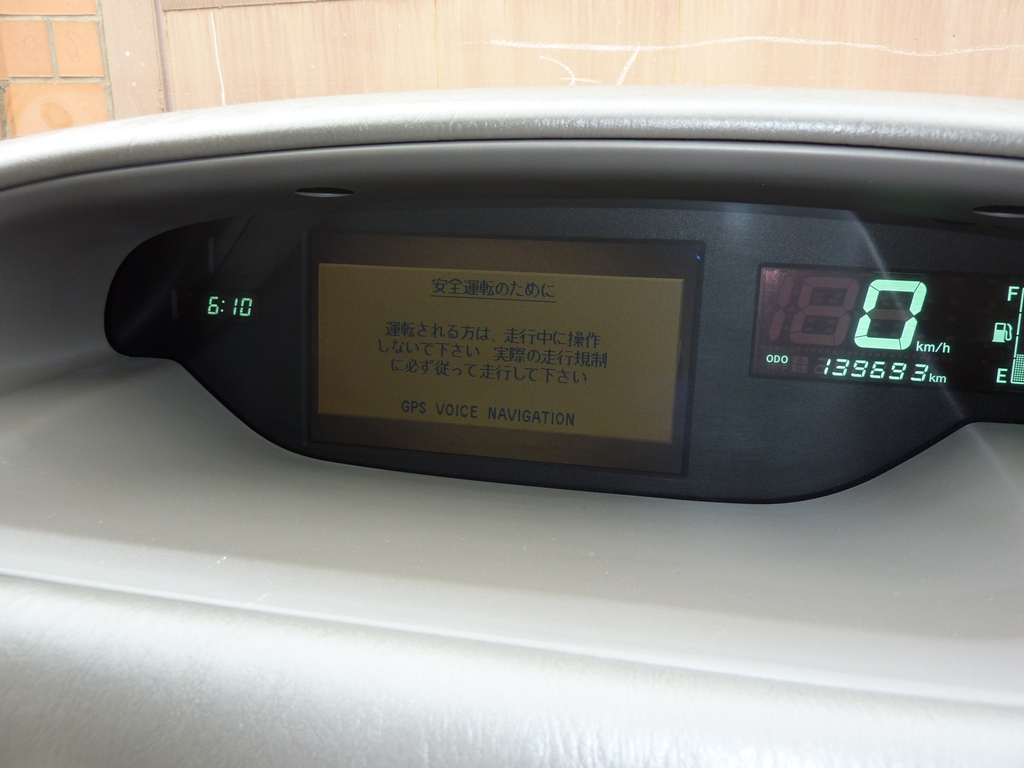 6:10
安全運転のために
運転される方は、走行中に操作
しないで下さい 実際の走行規制
に必ず従って走行して下さい
GPS VOICE NAVIGATION
0 km/h
ODO 139693 km
F
E